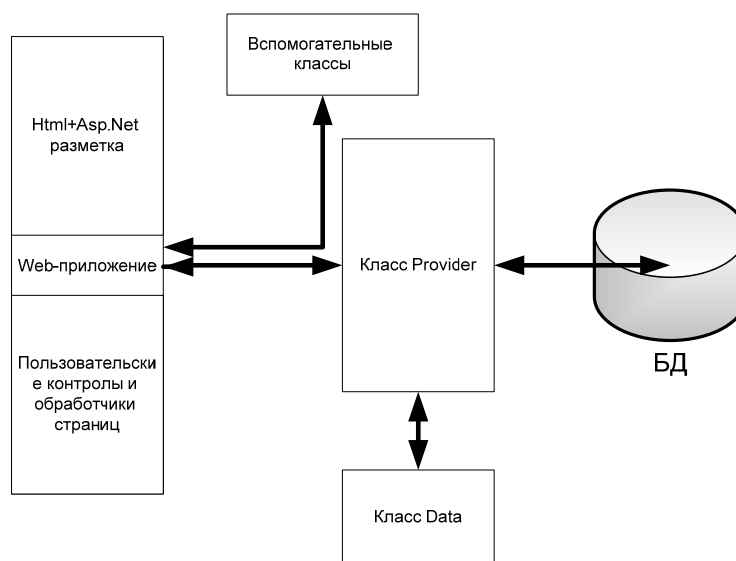 Вспомогательные
классы
Html+Asp.Net
разметка
Web-приложение
Класс Provider
БД
Пользовательски
е контролы и
обработчики
страниц
Класс Data